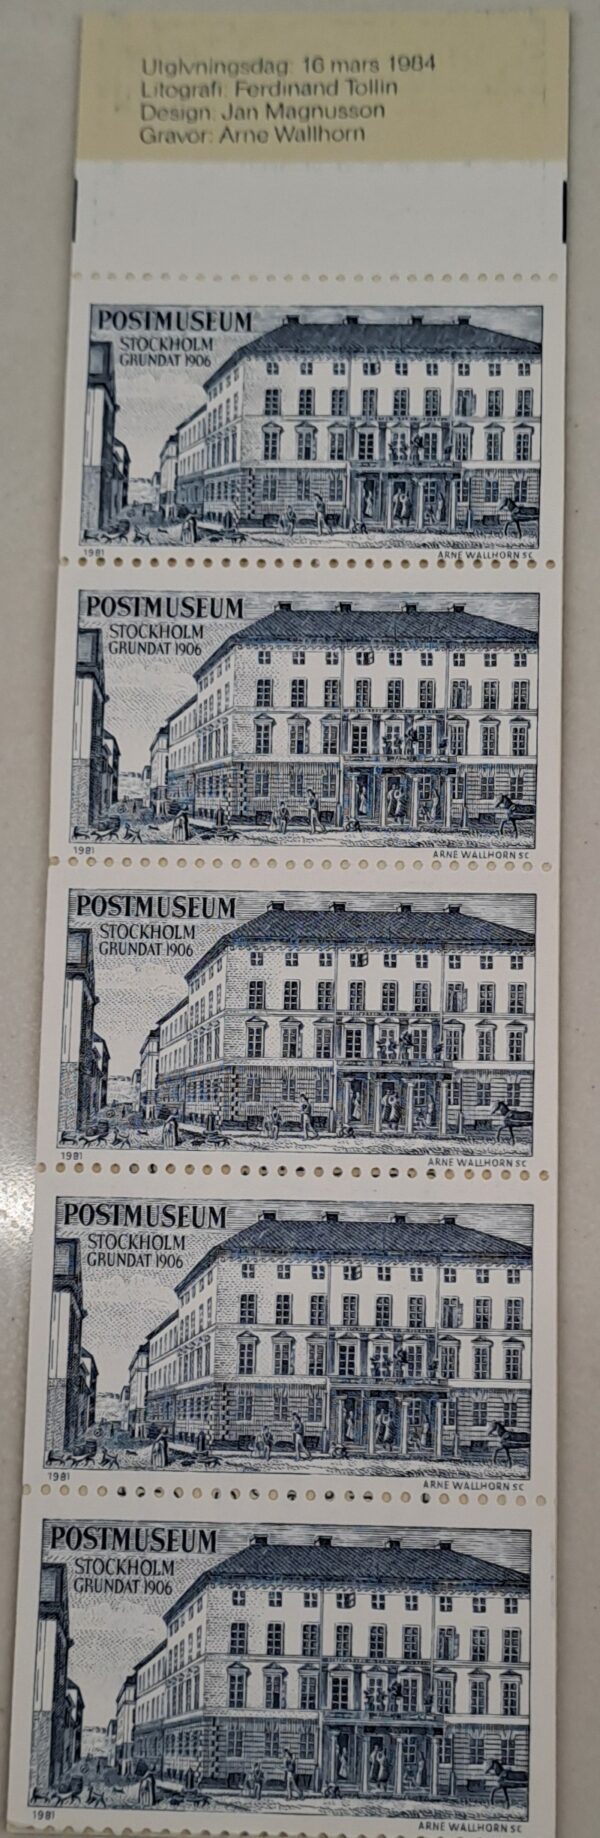 Utgivningsdag: 16 mars 1984
Litografi: Ferdinand Tollin
Design: Jan Magnusson
Gravör: Arne Wallhorn
POSTMUSEUM
STOCKHOLM
GRUNDAT 1906
1981
ARNE WALLHORN SC
POSTMUSEUM
STOCKHOLM
GRUNDAT 1906
1981
ARNE WALLHORN SC
POSTMUSEUM
STOCKHOLM
GRUNDAT 1906
1981
ARNE WALLHORN SC
POSTMUSEUM
STOCKHOLM
GRUNDAT 1906
1981
ARNE WALLHORN SC
POSTMUSEUM
STOCKHOLM
GRUNDAT 1906
1981
ARNE WALLHORN SC